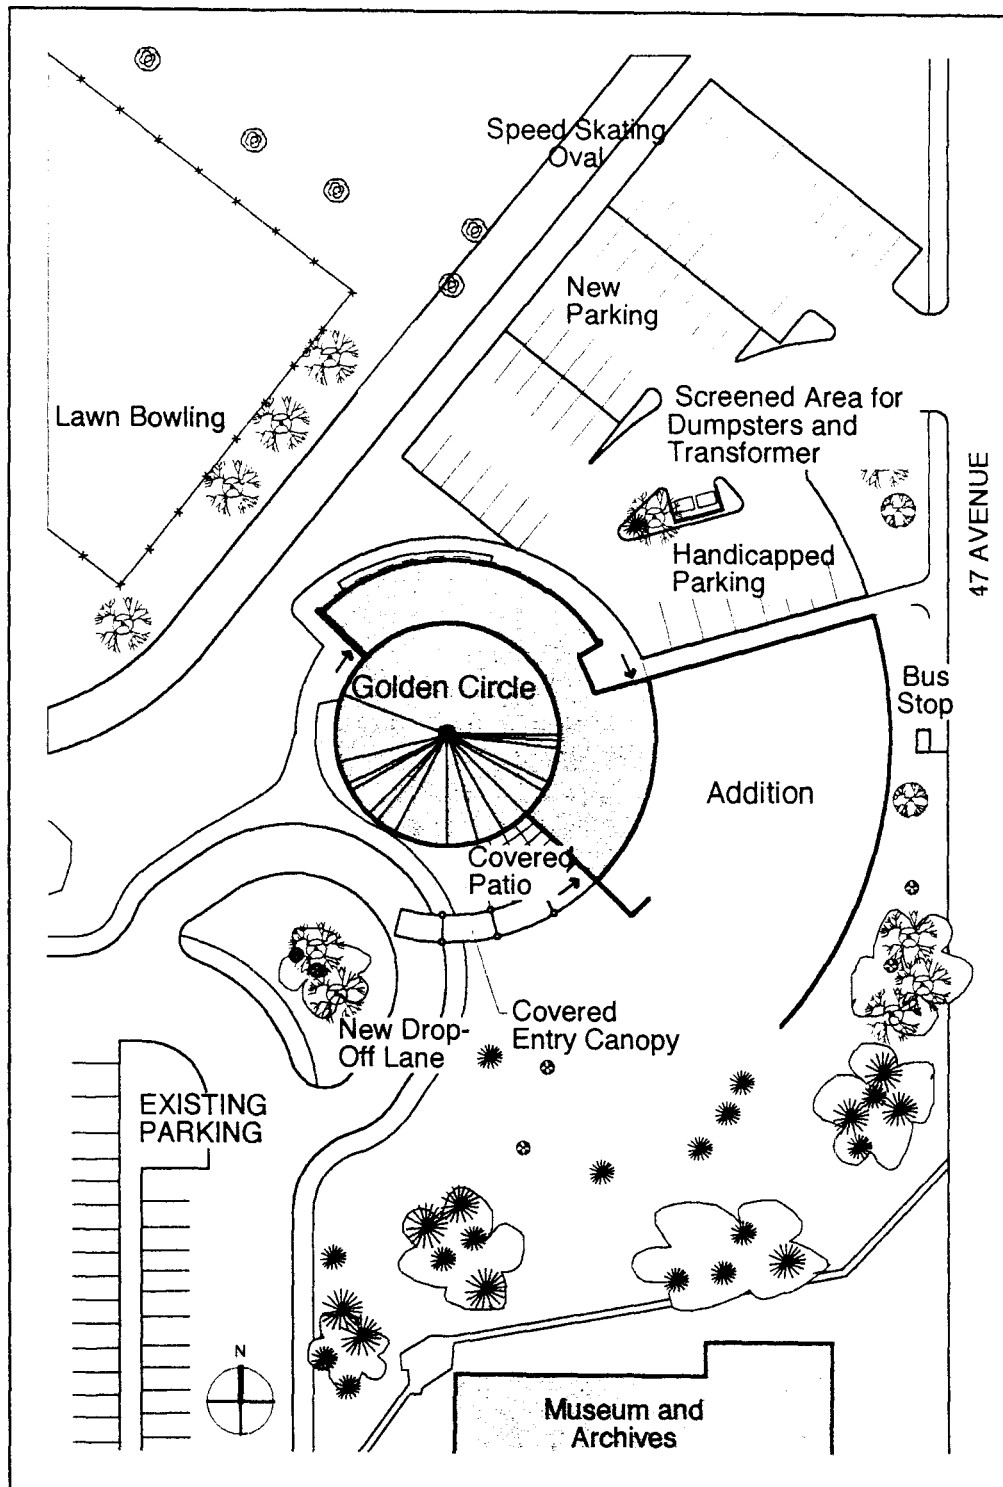 Speed Skating
Oval
New
Parking
Lawn Bowling
Screened Area for
Dumpsters and
Transformer
47 AVENUE
Handicapped
Parking
Golden Circle
Bus
Stop
Addition
Covered
Patio
Covered
Entry Canopy
New Drop-
Off Lane
EXISTING
PARKING
N
Museum and
Archives